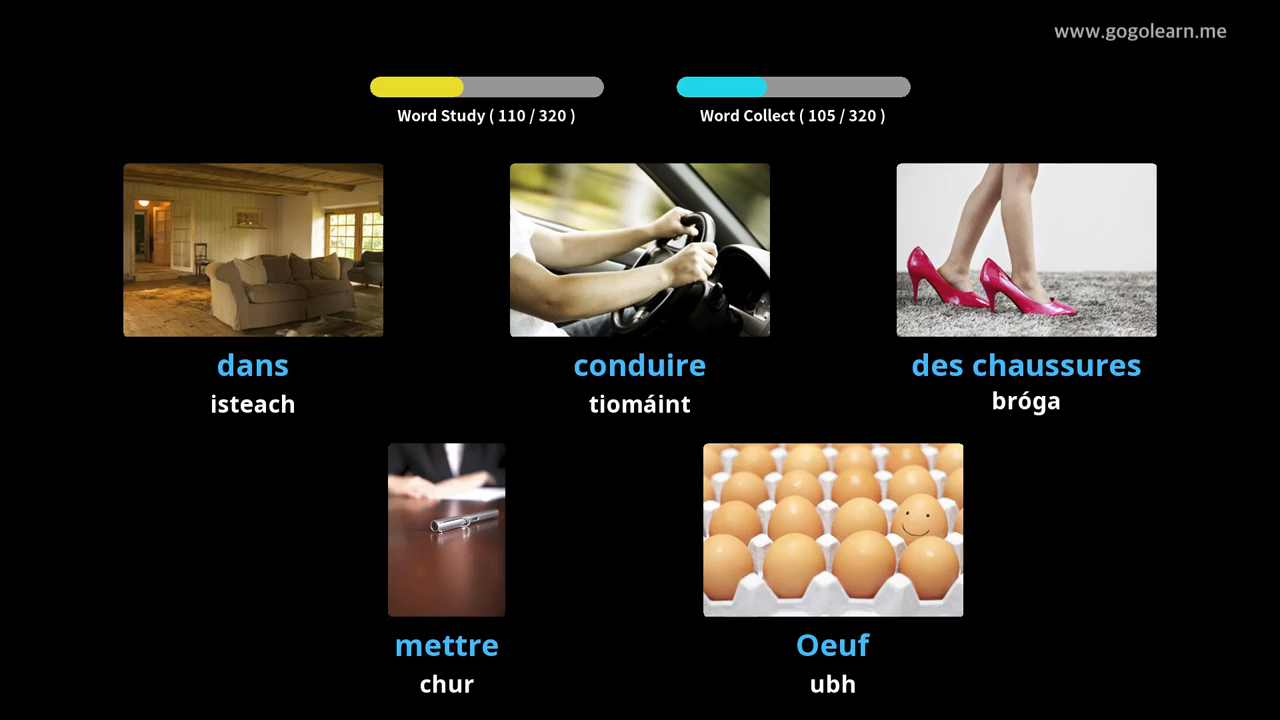 www.gogolearn.me
Word Study ( 110 / 320 )
Word Collect ( 105 / 320 )
dans
isteach
conduire
tiomáint
des chaussures
bróga
mettre
chur
Oeuf
ubh